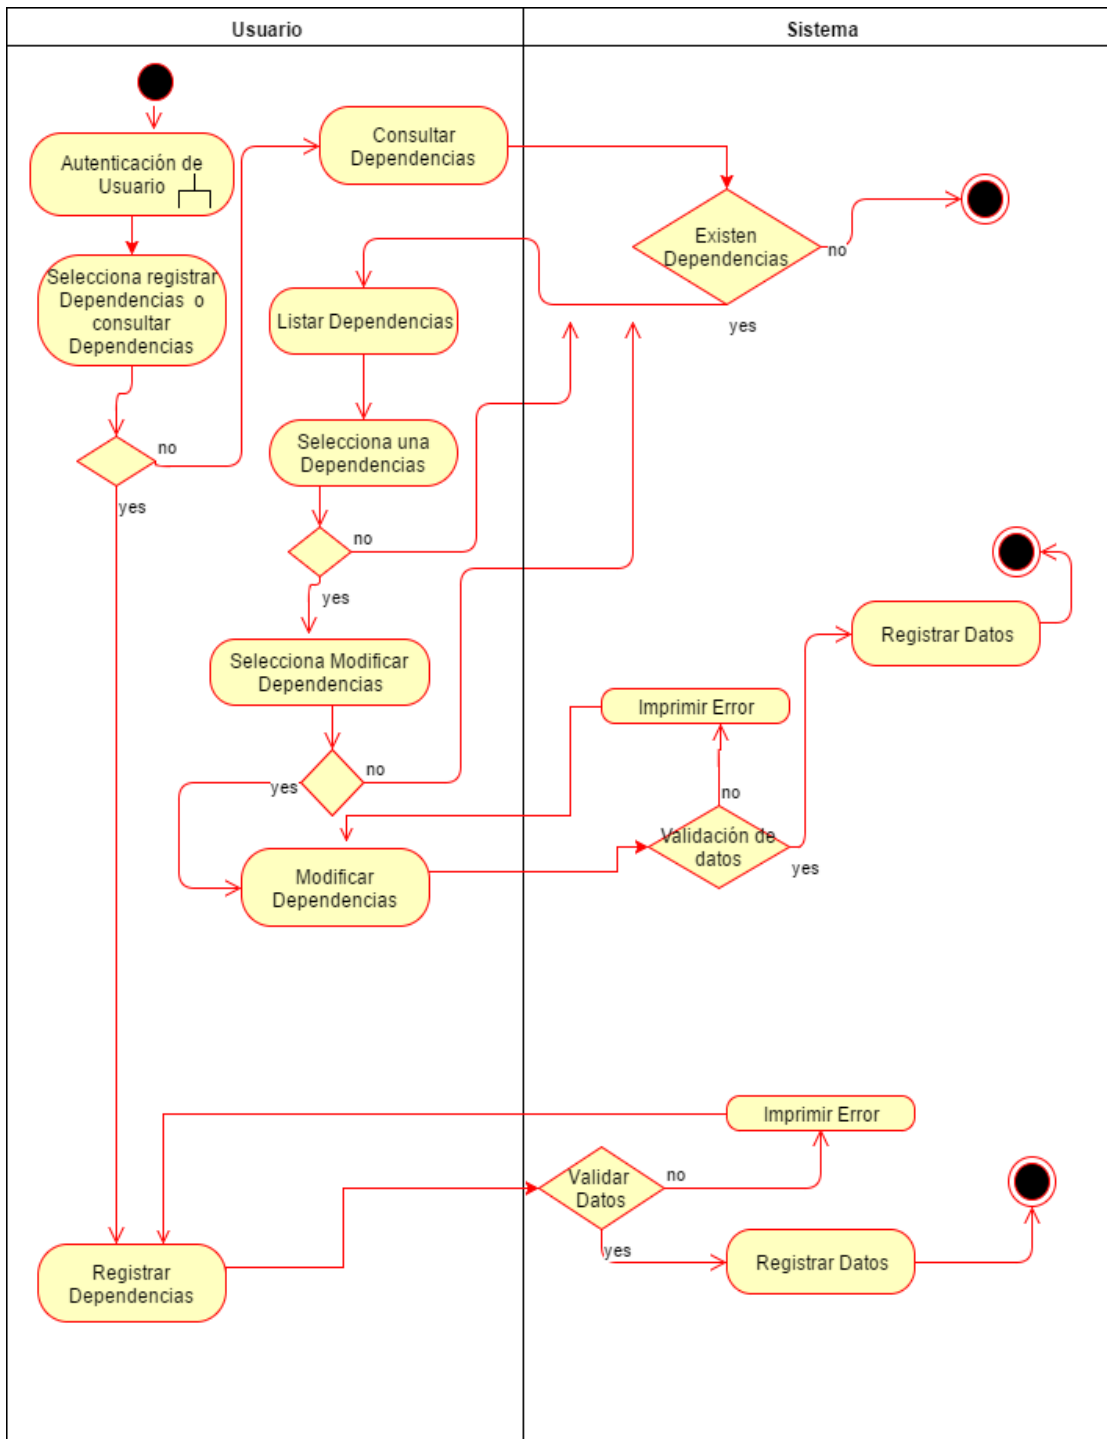 Usuario
Sistema
Autenticación de
Usuario
Consultar
Dependencias
Existen
Dependencias
no
yes
Selecciona registrar
Dependencias o
consultar
Dependencias
no
yes
Listar Dependencias
Selecciona una
Dependencias
no
yes
Selecciona Modificar
Dependencias
no
yes
Modificar
Dependencias
Imprimir Error
no
Validación de
datos
yes
Registrar Datos
Imprimir Error
Validar
Datos
no
yes
Registrar Datos
Registrar
Dependencias